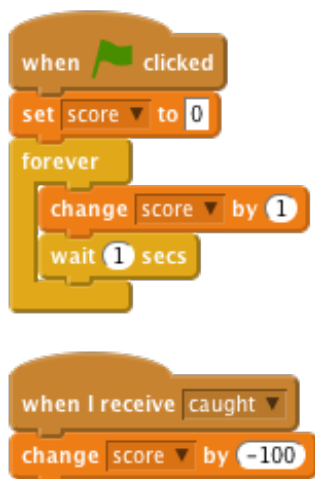 when clicked
set score to 0
forever
change score by 1
wait 1 secs
when I receive caught
change score by -100